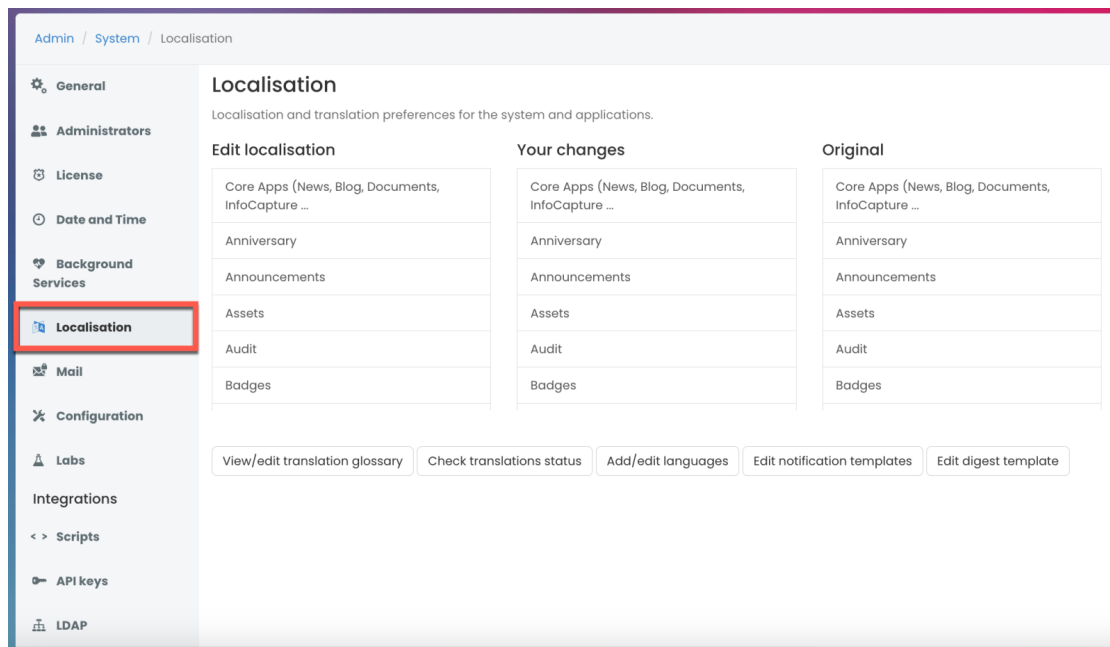 Admin / System / Localisation
General
Administrators
License
Date and Time
Background
Services
Localisation
Mail
Configuration
Labs
Integrations
< > Scripts
API keys
LDAP
Localisation
Localisation and translation preferences for the system and applications.
Edit localisation
Core Apps (News, Blog, Documents,
InfoCapture ...
Anniversary
Announcements
Assets
Audit
Badges
Your changes
Core Apps (News, Blog, Documents,
InfoCapture ...
Anniversary
Announcements
Assets
Audit
Badges
Original
Core Apps (News, Blog, Documents,
InfoCapture ...
Anniversary
Announcements
Assets
Audit
Badges
View/edit translation glossary
Check translations status
Add/edit languages
Edit notification templates
Edit digest template